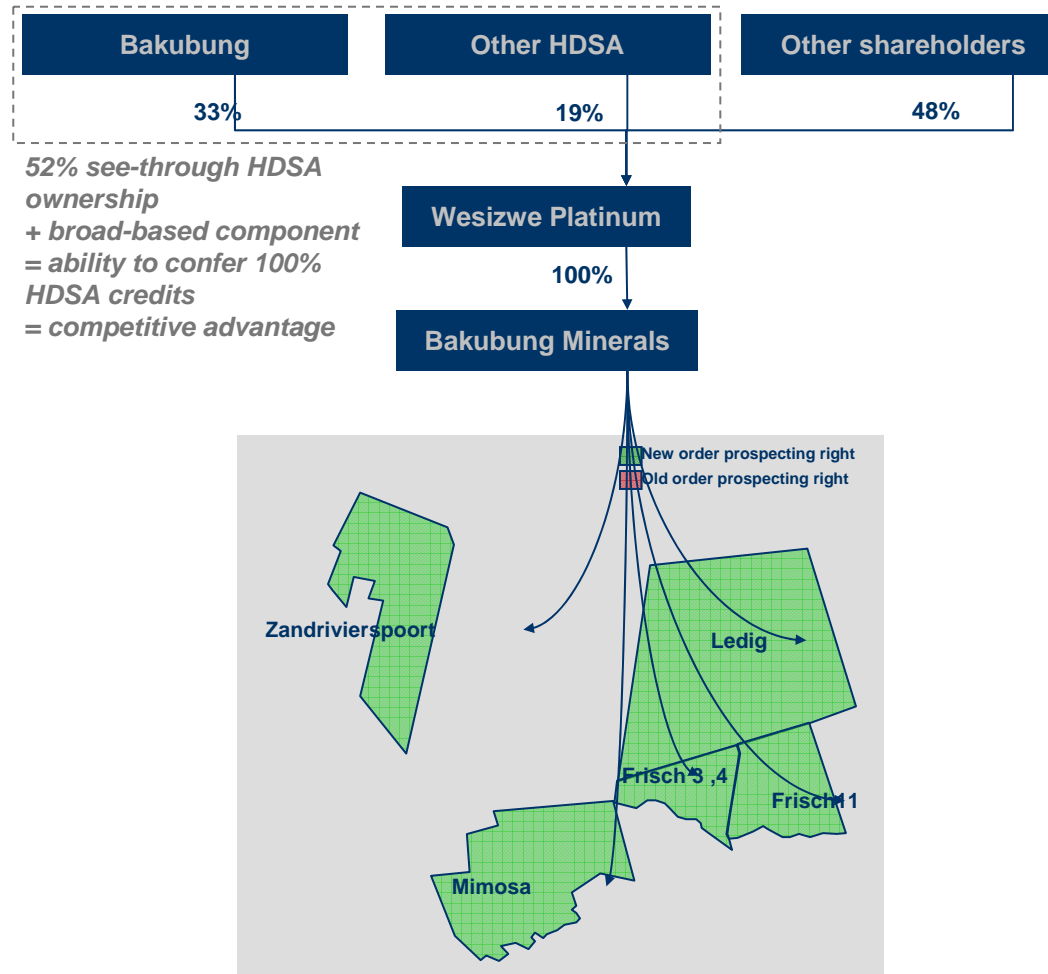 Bakubung
Other HDSA
Other shareholders
33%
19%
48%
52% see-through HDSA
ownership
+ broad-based component
= ability to confer 100%
HDSA credits
= competitive advantage
Wesizwe Platinum
100%
Bakubung Minerals
New order prospecting right
Old order prospecting right
Zandrivierspoort
Ledig
Frisch 3 ,4
Frisch11
Mimosa